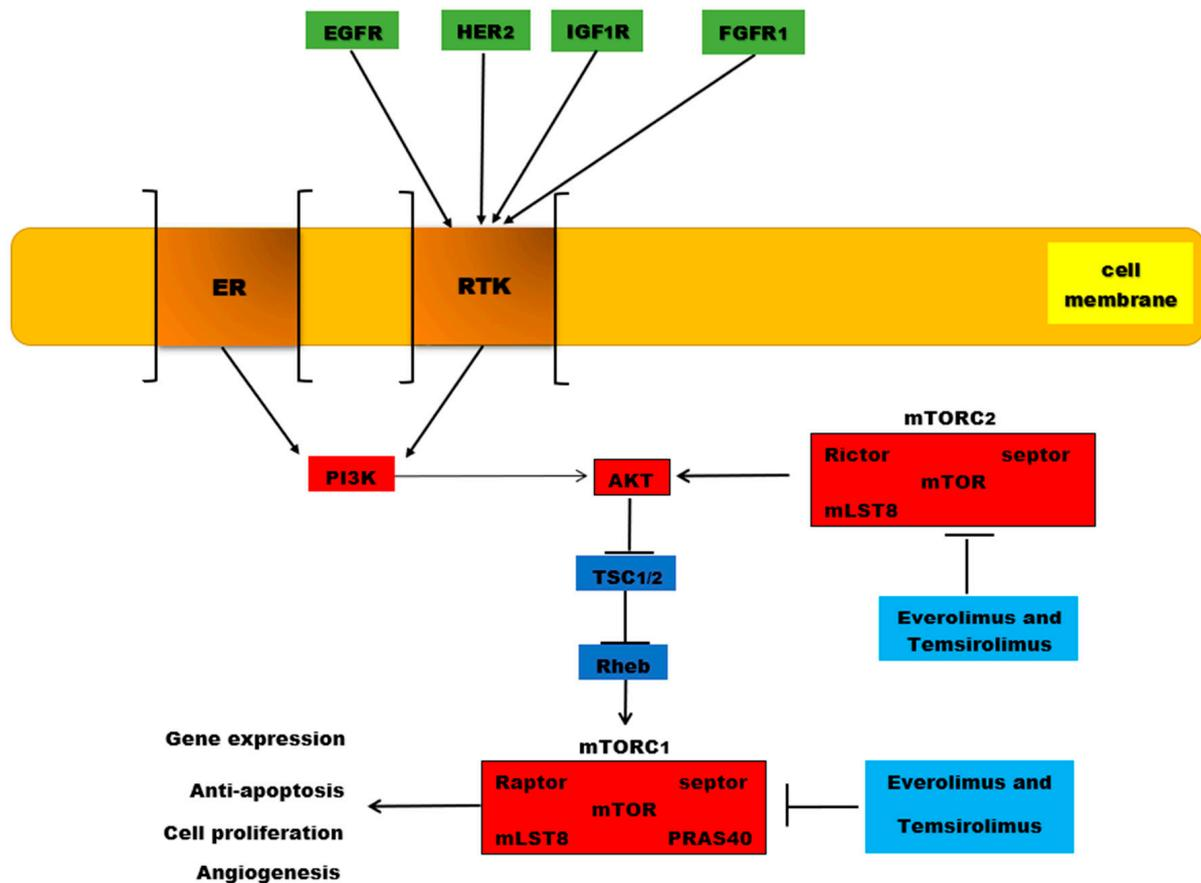 EGFR
HER2
IGF1R
FGFR1
ER
RTK
cell
membrane
mTORC2
Rictor septor
mTOR
mLST8
PI3K
AKT
TSC1/2
Everolimus and
Temsirolimus
Rheb
mTORC1
Gene expression
Anti-apoptosis
Cell proliferation
Angiogenesis
Raptor septor
mTOR
mLST8 PRAS40
Everolimus and
Temsirolimus